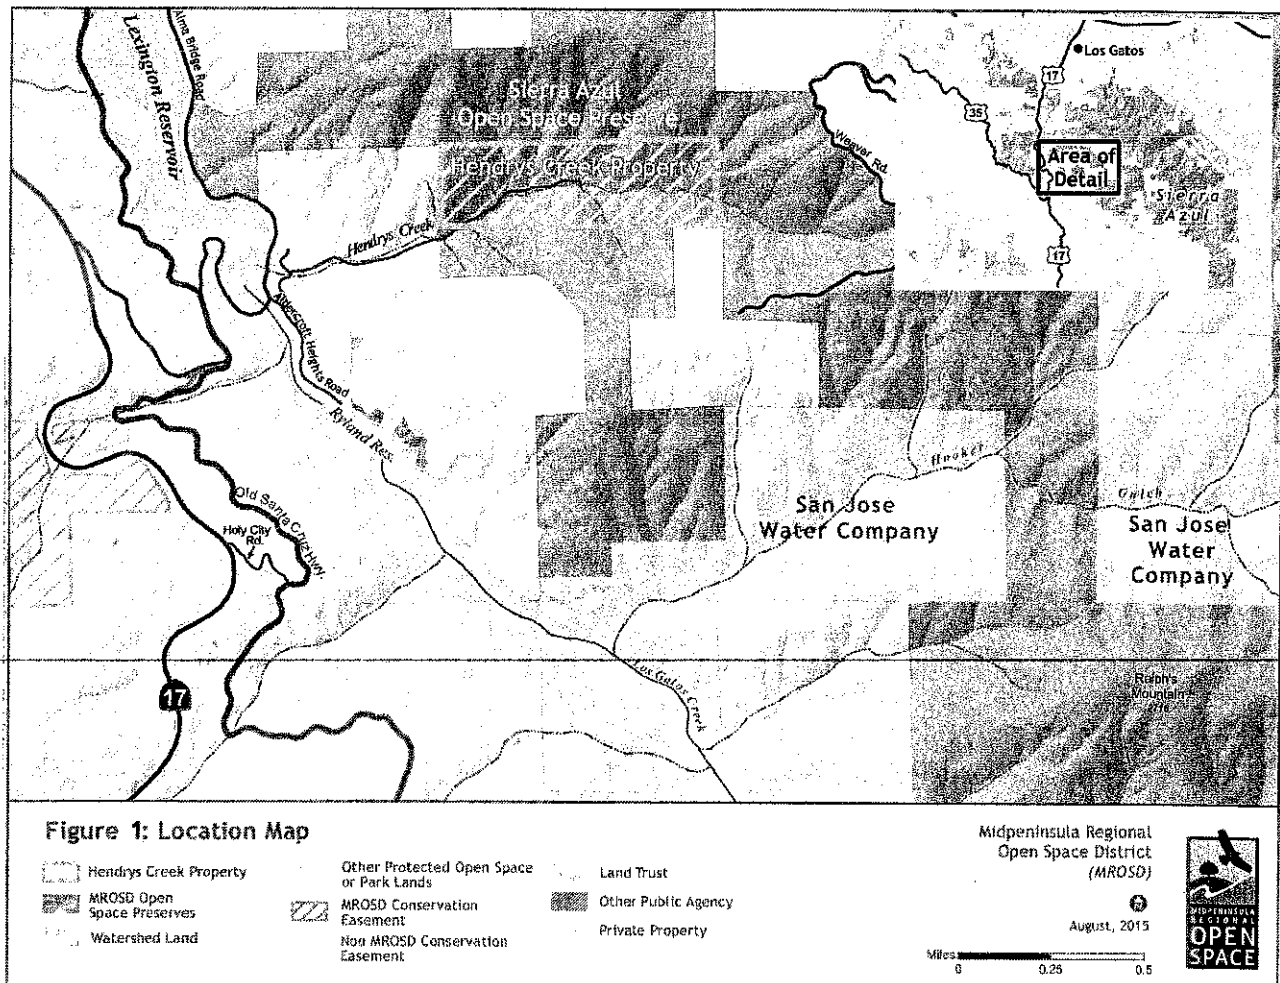 Lexington Reservoir
Alma Bridge Road
Sierra Azul
Open Space Preserve
Hendrys Creek Property
Weaver Rd.
Los Gatos
17
35
Area of
Detail
Sierra
Azul
17
Hendrys Creek
Aldercroft Heights Road
Ryland Res.
Old Santa Cruz Hwy
Holy City
Rd.
Hooker
Gulch
San Jose
Water Company
San Jose
Water
Company
Los Gatos Creek
17
Ralph's
Mountain
Figure 1: Location Map
Hendrys Creek Property
MROSD Open
Space Preserves
Watershed Land
Other Protected Open Space
or Park Lands
MROSD Conservation
Easement
Non MROSD Conservation
Easement
Land Trust
Other Public Agency
Private Property
Midpeninsula Regional
Open Space District
(MROSD)
August, 2015
Miles
0 0.25 0.5
MIDPENINSULA
REGIONAL
OPEN
SPACE